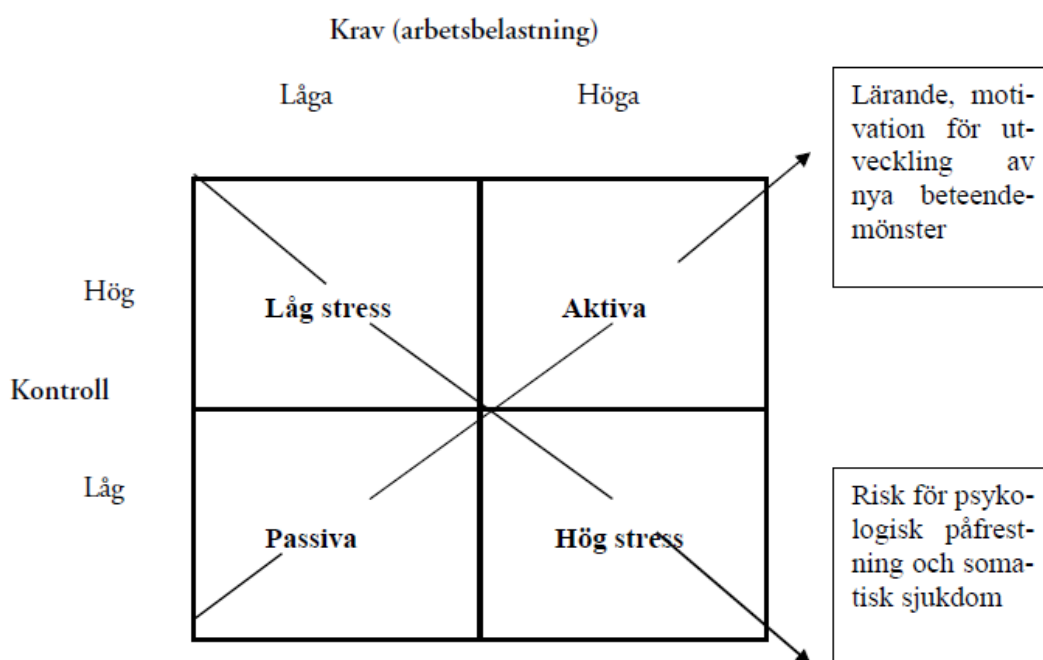 Krav (arbetsbelastning)
Låga
Höga
Lärande, moti-
vation för ut-
veckling av
nya beteende-
mönster
Hög
Låg stress
Aktiva
Kontroll
Låg
Passiva
Hög stress
Risk för psyko-
logisk påfrest-
ning och soma-
tisk sjukdom